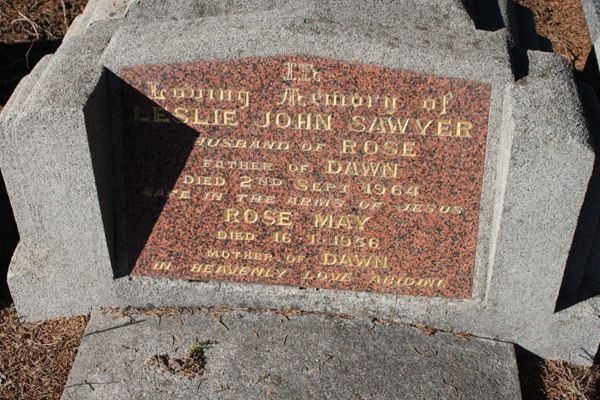 In
Loving Memory of
LESLIE JOHN SAWYER
HUSBAND OF ROSE
FATHER OF DAWN
DIED 2ND SEPT 1964
SAFE IN THE ARMS OF JESUS
ROSE MAY
DIED 16. 1. 1986
MOTHER OF DAWN
IN HEAVENLY LOVE ABIDING